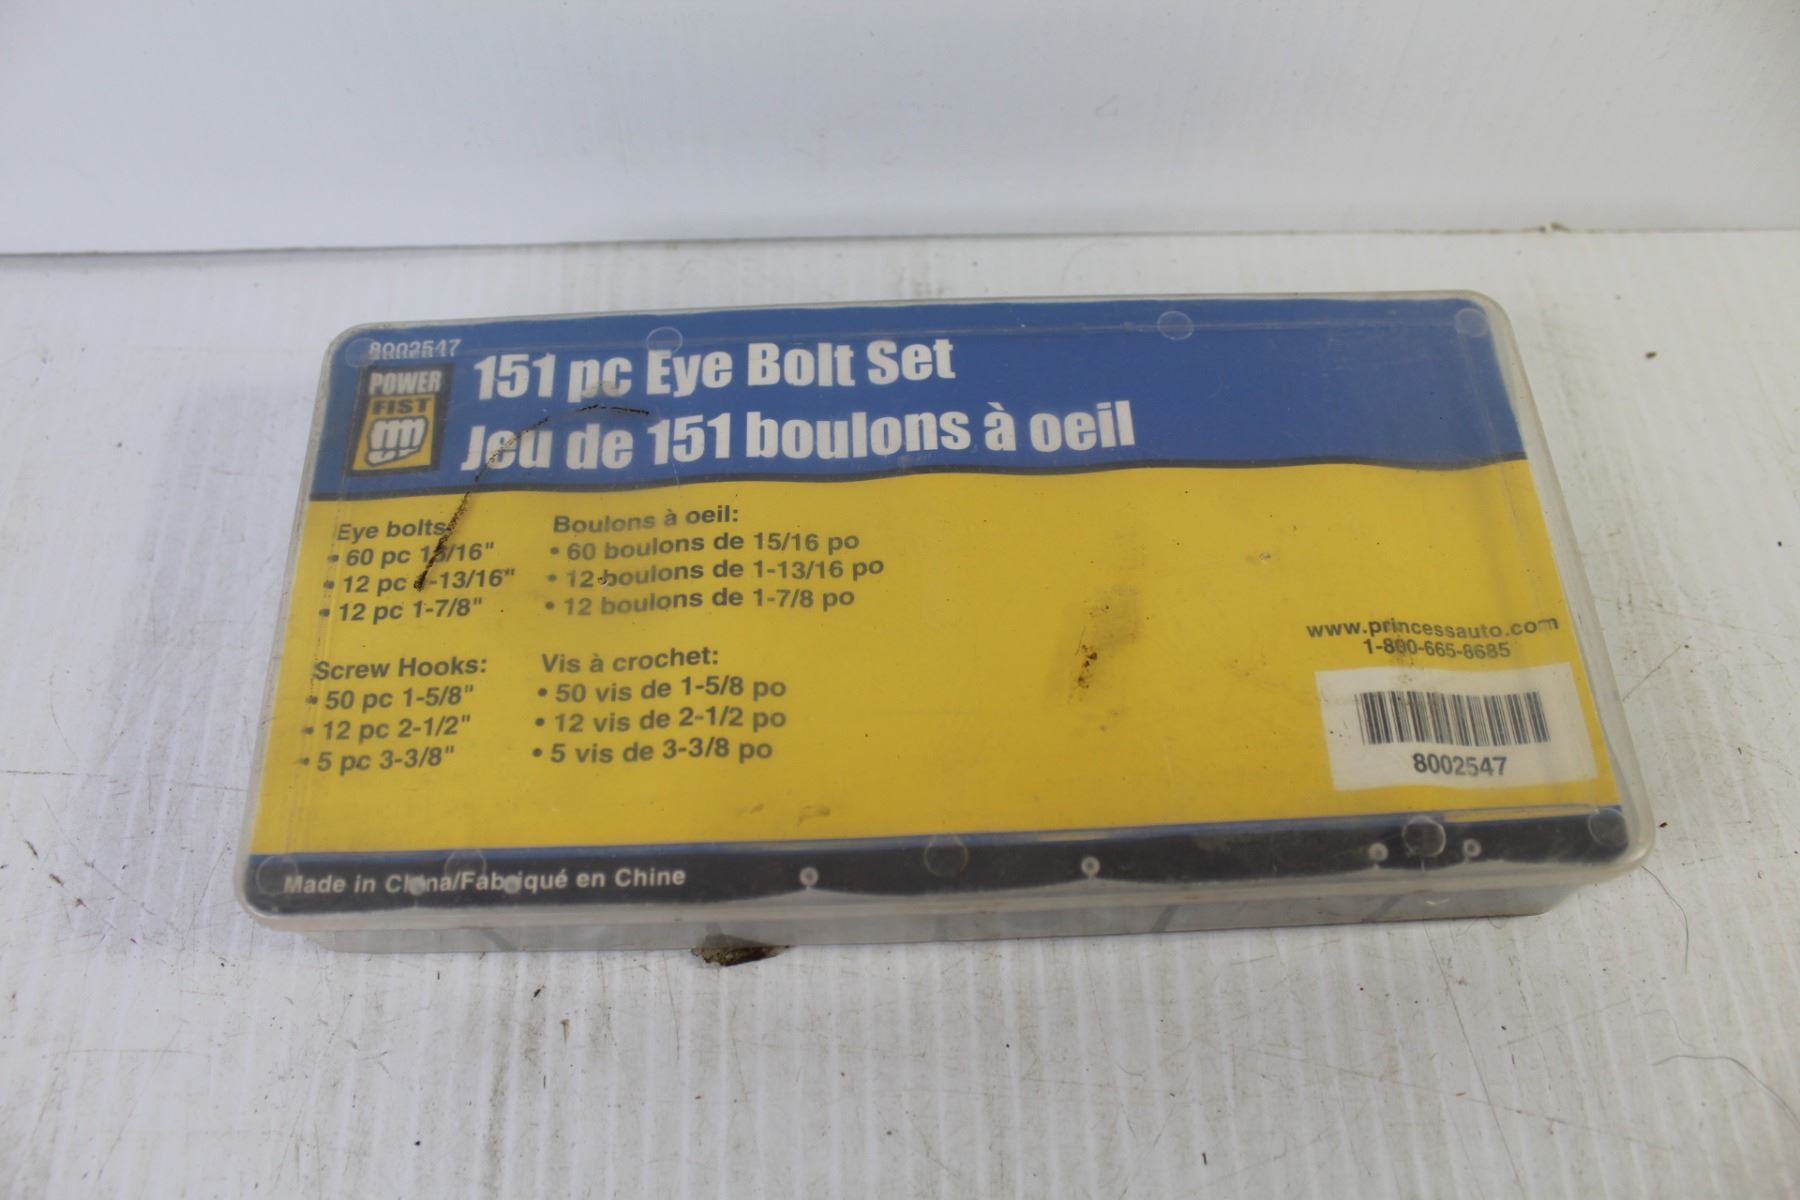 8002547
POWER
FIST
151 pc Eye Bolt Set
Jeu de 151 boulons à oeil
Eye bolts:
• 60 pc 15/16"
• 12 pc 1-13/16"
• 12 pc 1-7/8"
Boulons à oeil:
• 60 boulons de 15/16 po
• 12 boulons de 1-13/16 po
• 12 boulons de 1-7/8 po
Screw Hooks:
• 50 pc 1-5/8"
• 12 pc 2-1/2"
• 5 pc 3-3/8"
Vis à crochet:
• 50 vis de 1-5/8 po
• 12 vis de 2-1/2 po
• 5 vis de 3-3/8 po
www.princessauto.com
1-800-665-8685
8002547
Made in China/Fabriqué en Chine